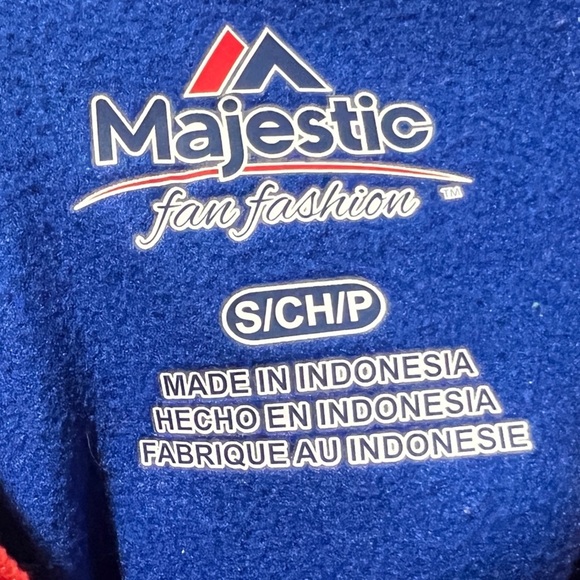 Majestic
fan fashion TM
S/CH/P
MADE IN INDONESIA
HECHO EN INDONESIA
FABRIQUE AU INDONESIE